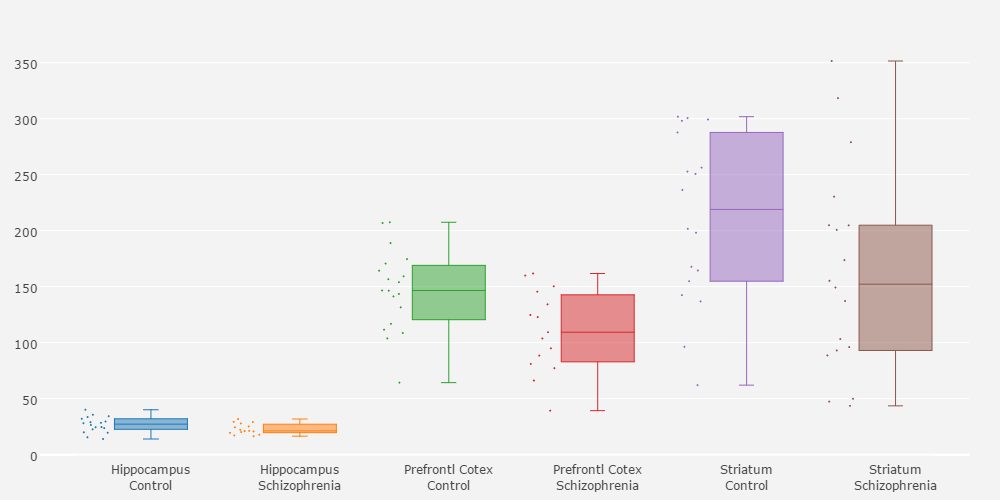 350
300
250
200
150
100
50
0
Hippocampus
Control
Hippocampus
Schizophrenia
Prefrontl Cotex
Control
Prefrontl Cotex
Schizophrenia
Striatum
Control
Striatum
Schizophrenia